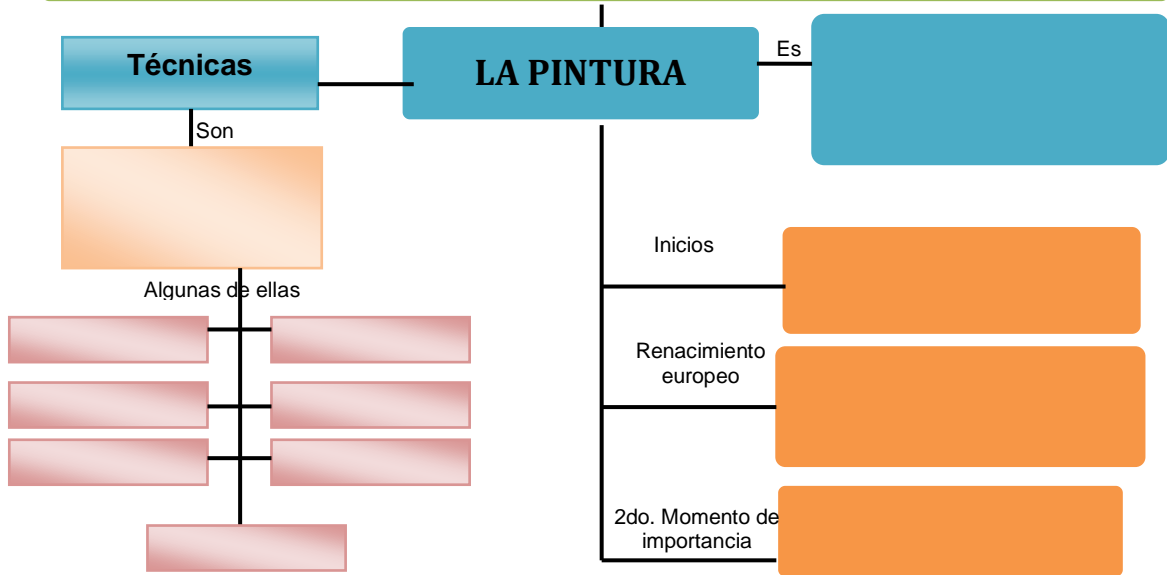 Técnicas
LA PINTURA
Es
Son
Algunas de ellas
Inicios
Renacimiento
europeo
2do. Momento de
importancia